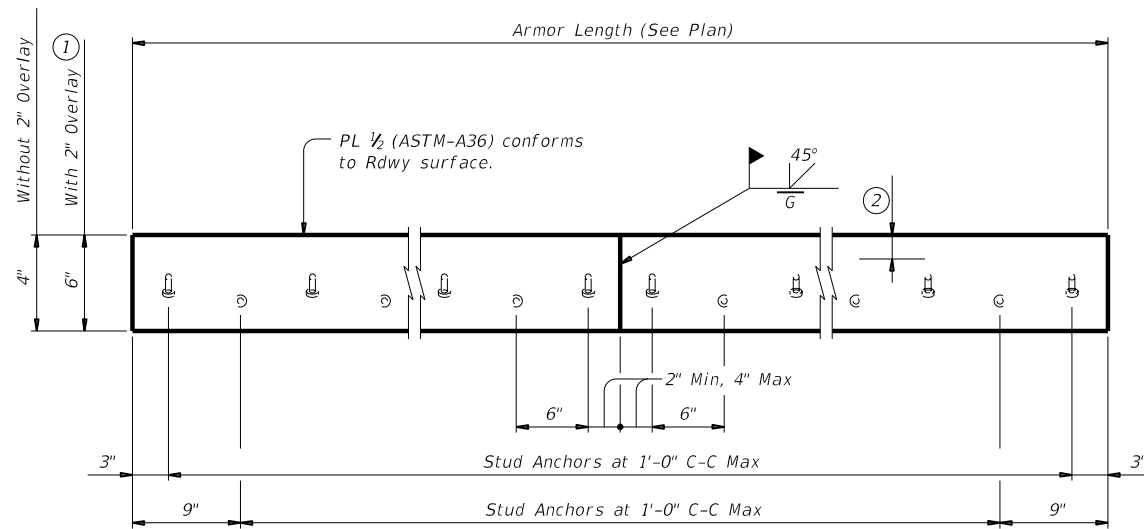 Armor Length (See Plan)
Without 2" Overlay
With 2" Overlay
1
PL ½ (ASTM-A36) conforms
to Rdwy surface.
45°
G
2
4"
6"
2" Min, 4" Max
6"
6"
3"
Stud Anchors at 1'-0" C-C Max
3"
9"
Stud Anchors at 1'-0" C-C Max
9"